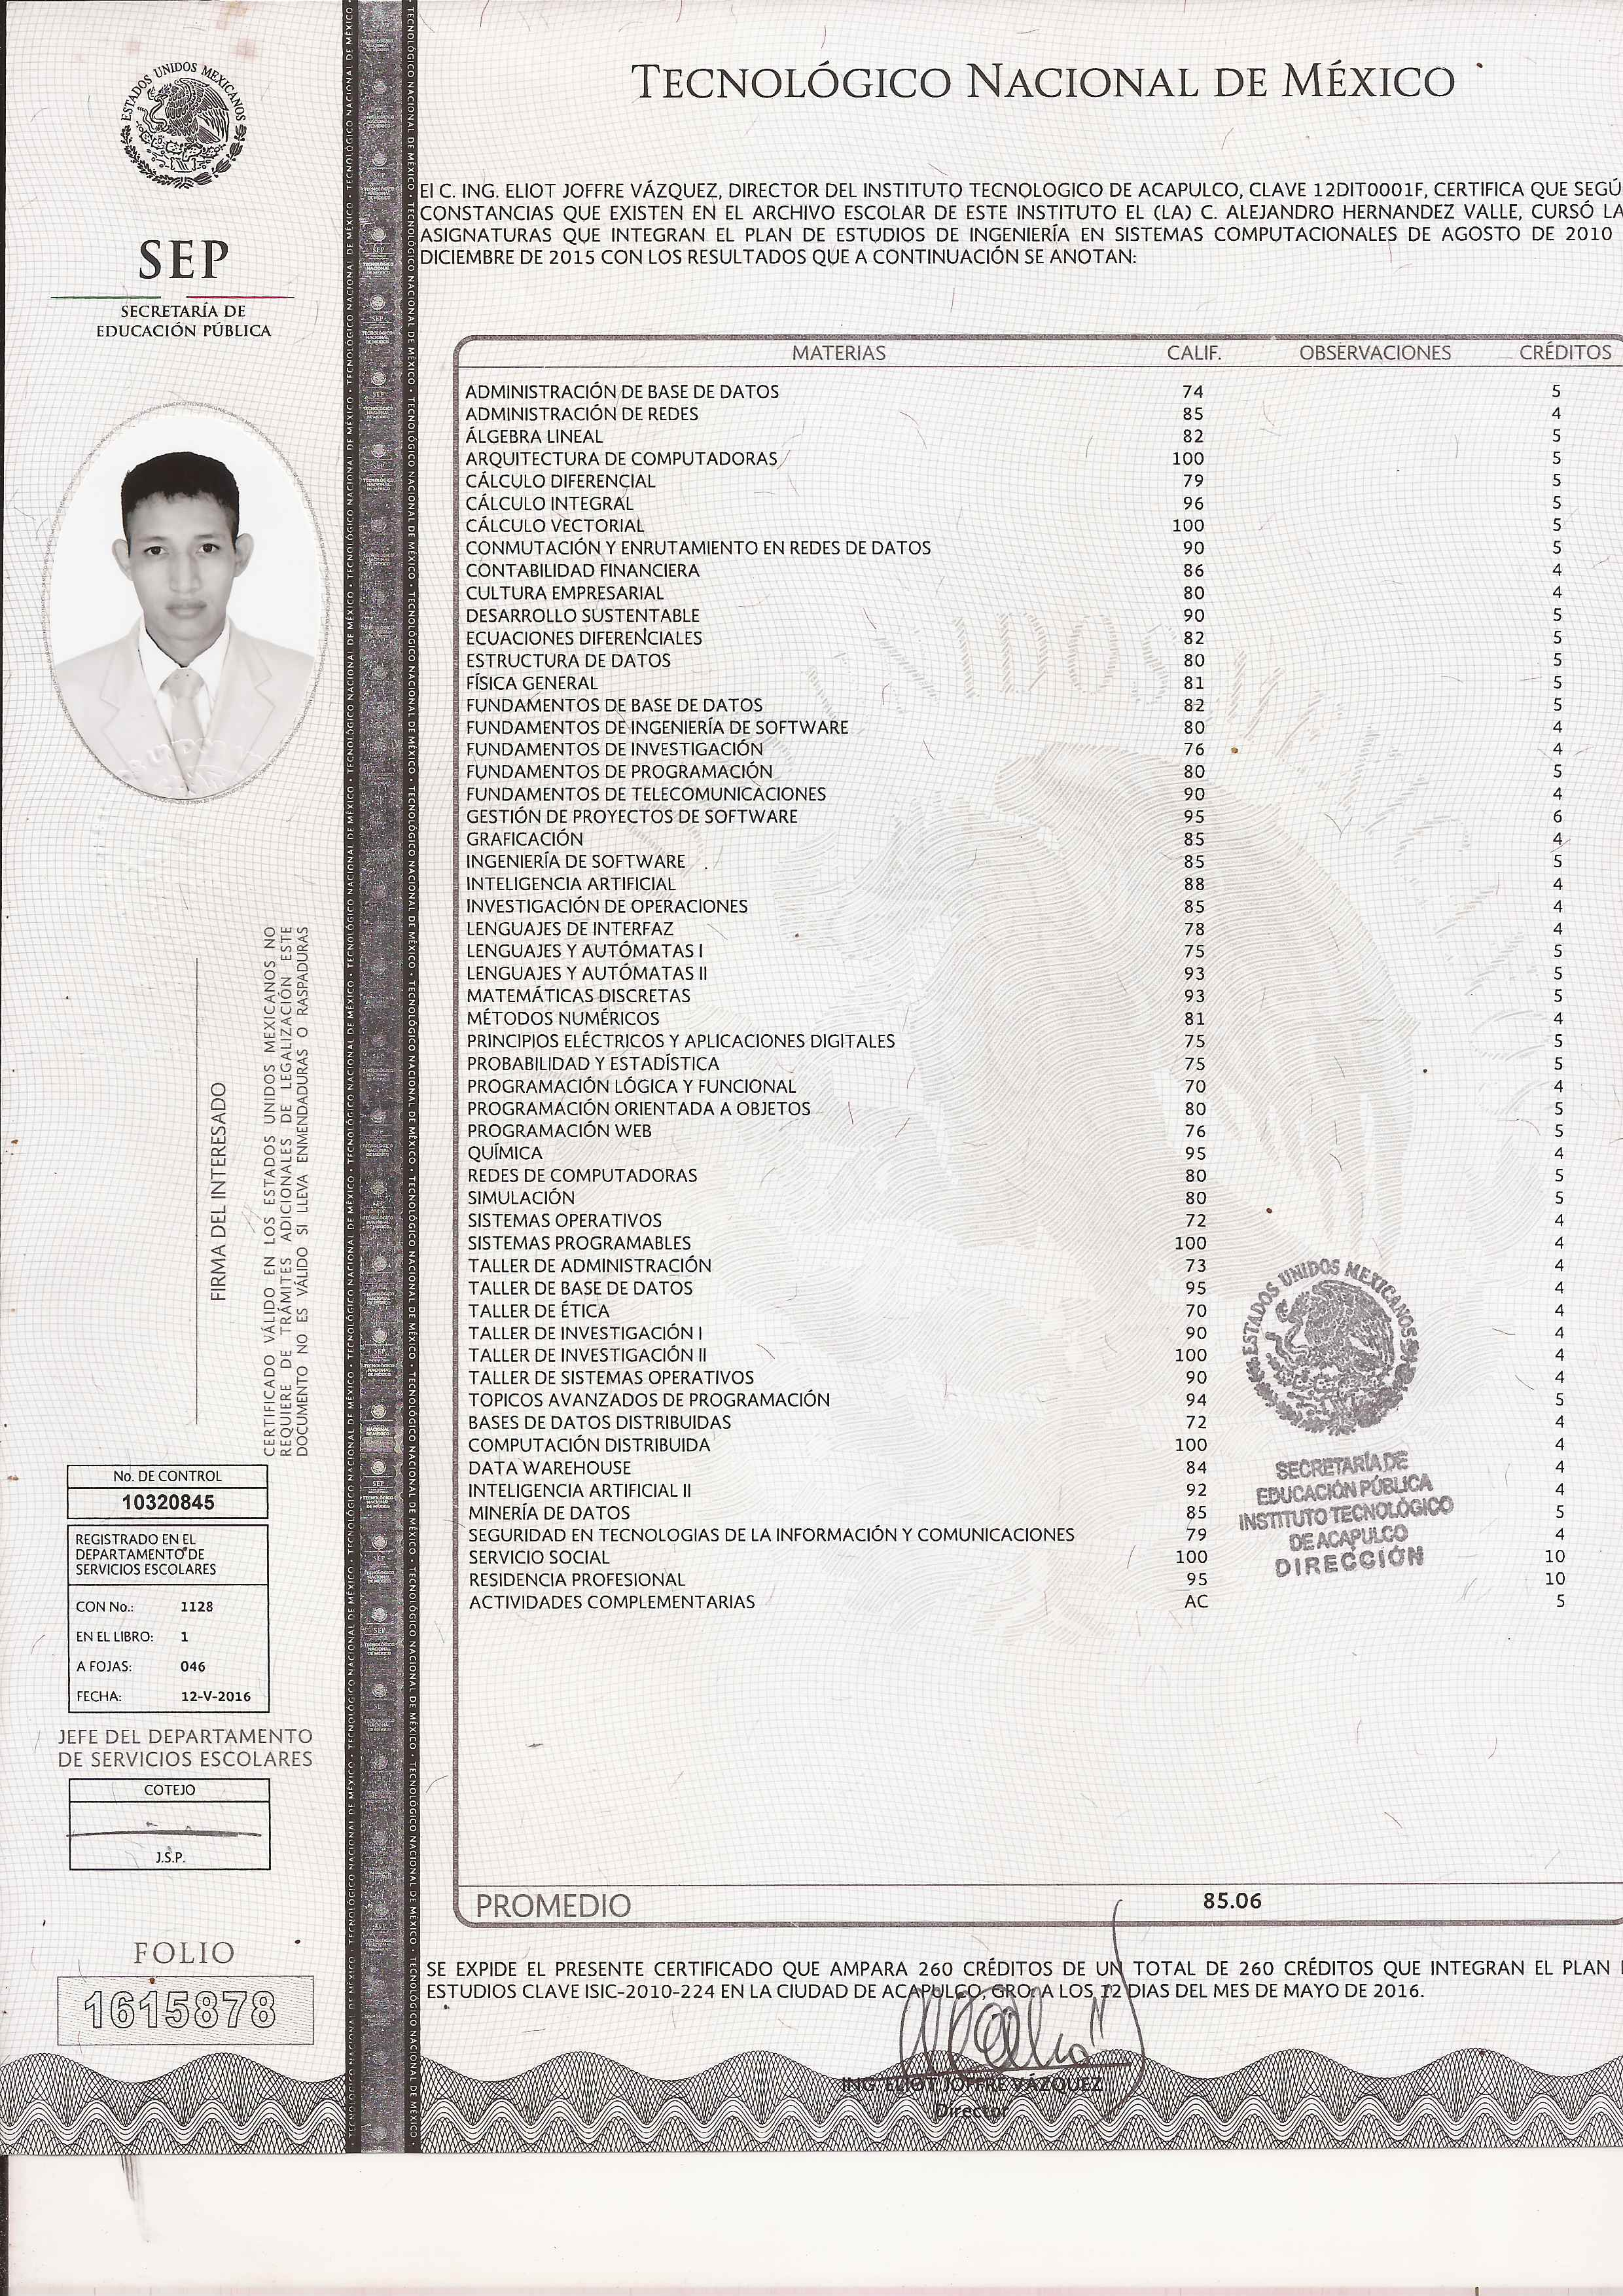 ESTADOS UNIDOS MEXICANOS
SEP
SECRETARÍA DE
EDUCACIÓN PÚBLICA
TECNOLÓGICO NACIONAL DE MÉXICO
El C. ING. ELIOT JOFFRE VÁZQUEZ, DIRECTOR DEL INSTITUTO TECNOLOGICO DE ACAPULCO, CLAVE 12DIT0001F, CERTIFICA QUE SEGÚ
CONSTANCIAS QUE EXISTEN EN EL ARCHIVO ESCOLAR DE ESTE INSTITUTO EL (LA) C. ALEJANDRO HERNANDEZ VALLE, CURSÓ LA
ASIGNATURAS QUE INTEGRAN EL PLAN DE ESTUDIOS DE INGENIERÍA EN SISTEMAS COMPUTACIONALES DE AGOSTO DE 2010
DICIEMBRE DE 2015 CON LOS RESULTADOS QUE A CONTINUACIÓN SE ANOTAN:
MATERIAS CALIF. OBSERVACIONES CRÉDITOS
ADMINISTRACIÓN DE BASE DE DATOS 74 5
ADMINISTRACIÓN DE REDES 85 4
ÁLGEBRA LINEAL 82 5
ARQUITECTURA DE COMPUTADORAS 100 5
CÁLCULO DIFERENCIAL 79 5
CÁLCULO INTEGRAL 96 5
CÁLCULO VECTORIAL 100 5
CONMUTACIÓN Y ENRUTAMIENTO EN REDES DE DATOS 90 5
CONTABILIDAD FINANCIERA 86 4
CULTURA EMPRESARIAL 80 4
DESARROLLO SUSTENTABLE 90 5
ECUACIONES DIFERENCIALES 82 5
ESTRUCTURA DE DATOS 80 5
FÍSICA GENERAL 81 5
FUNDAMENTOS DE BASE DE DATOS 82 5
FUNDAMENTOS DE INGENIERÍA DE SOFTWARE 80 4
FUNDAMENTOS DE INVESTIGACIÓN 76 4
FUNDAMENTOS DE PROGRAMACIÓN 80 5
FUNDAMENTOS DE TELECOMUNICACIONES 90 4
GESTIÓN DE PROYECTOS DE SOFTWARE 95 6
GRAFICACIÓN 85 4
INGENIERÍA DE SOFTWARE 85 5
INTELIGENCIA ARTIFICIAL 88 4
INVESTIGACIÓN DE OPERACIONES 85 4
LENGUAJES DE INTERFAZ 78 4
LENGUAJES Y AUTÓMATAS I 75 5
LENGUAJES Y AUTÓMATAS II 93 5
MATEMÁTICAS DISCRETAS 93 5
MÉTODOS NUMÉRICOS 81 4
PRINCIPIOS ELÉCTRICOS Y APLICACIONES DIGITALES 75 5
PROBABILIDAD Y ESTADÍSTICA 75 5
PROGRAMACIÓN LÓGICA Y FUNCIONAL 70 4
PROGRAMACIÓN ORIENTADA A OBJETOS 80 5
PROGRAMACIÓN WEB 76 5
QUÍMICA 95 4
REDES DE COMPUTADORAS 80 5
SIMULACIÓN 80 5
SISTEMAS OPERATIVOS 72 4
SISTEMAS PROGRAMABLES 100 4
TALLER DE ADMINISTRACIÓN 73 4
TALLER DE BASE DE DATOS 95 4
TALLER DE ÉTICA 70 4
TALLER DE INVESTIGACIÓN I 90 4
TALLER DE INVESTIGACIÓN II 100 4
TALLER DE SISTEMAS OPERATIVOS 90 4
TOPICOS AVANZADOS DE PROGRAMACIÓN 94 5
BASES DE DATOS DISTRIBUIDAS 72 4
COMPUTACIÓN DISTRIBUIDA 100 4
DATA WAREHOUSE 84 4
INTELIGENCIA ARTIFICIAL II 92 4
MINERÍA DE DATOS 85 5
SEGURIDAD EN TECNOLOGIAS DE LA INFORMACIÓN Y COMUNICACIONES 79 4
SERVICIO SOCIAL 100 10
RESIDENCIA PROFESIONAL 95 10
ACTIVIDADES COMPLEMENTARIAS AC 5
ESTADOS UNIDOS MEXICANOS
SECRETARÍA DE
EDUCACIÓN PÚBLICA
INSTITUTO TECNOLÓGICO
DE ACAPULCO
DIRECCIÓN
PROMEDIO 85.06
SE EXPIDE EL PRESENTE CERTIFICADO QUE AMPARA 260 CRÉDITOS DE UN TOTAL DE 260 CRÉDITOS QUE INTEGRAN EL PLAN
ESTUDIOS CLAVE ISIC-2010-224 EN LA CIUDAD DE ACAPULCO, GRO. A LOS 12 DIAS DEL MES DE MAYO DE 2016.
ING. ELIOT JOFFRE VÁZQUEZ
Director
FIRMA DEL INTERESADO
CERTIFICADO VÁLIDO EN LOS ESTADOS UNIDOS MEXICANOS NO
REQUIERE DE TRÁMITES ADICIONALES DE LEGALIZACIÓN ESTE
DOCUMENTO NO ES VÁLIDO SI LLEVA ENMENDADURAS O RASPADURAS
No. DE CONTROL
10320845
REGISTRADO EN EL
DEPARTAMENTO DE
SERVICIOS ESCOLARES
CON No.: 1128
EN EL LIBRO: 1
A FOJAS: 046
FECHA: 12-V-2016
JEFE DEL DEPARTAMENTO
DE SERVICIOS ESCOLARES
COTEJO
J.S.P.
FOLIO
1615878